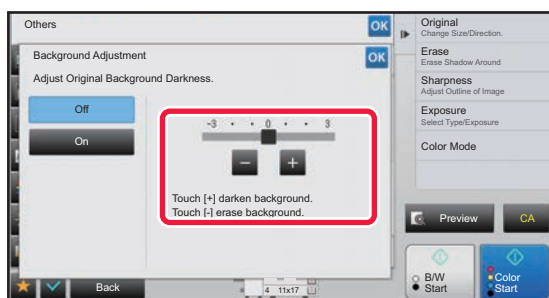 Others
OK
Background Adjustment
OK
Adjust Original Background Darkness.
Off
On
-3 • • 0 • • 3
− +
Touch [+] darken background.
Touch [-] erase background.
Back
4 11x17
Original
Change Size/Direction.
Erase
Erase Shadow Around
Sharpness
Adjust Outline of Image
Exposure
Select Type/Exposure
Color Mode
Preview
CA
B/W
Start
Color
Start